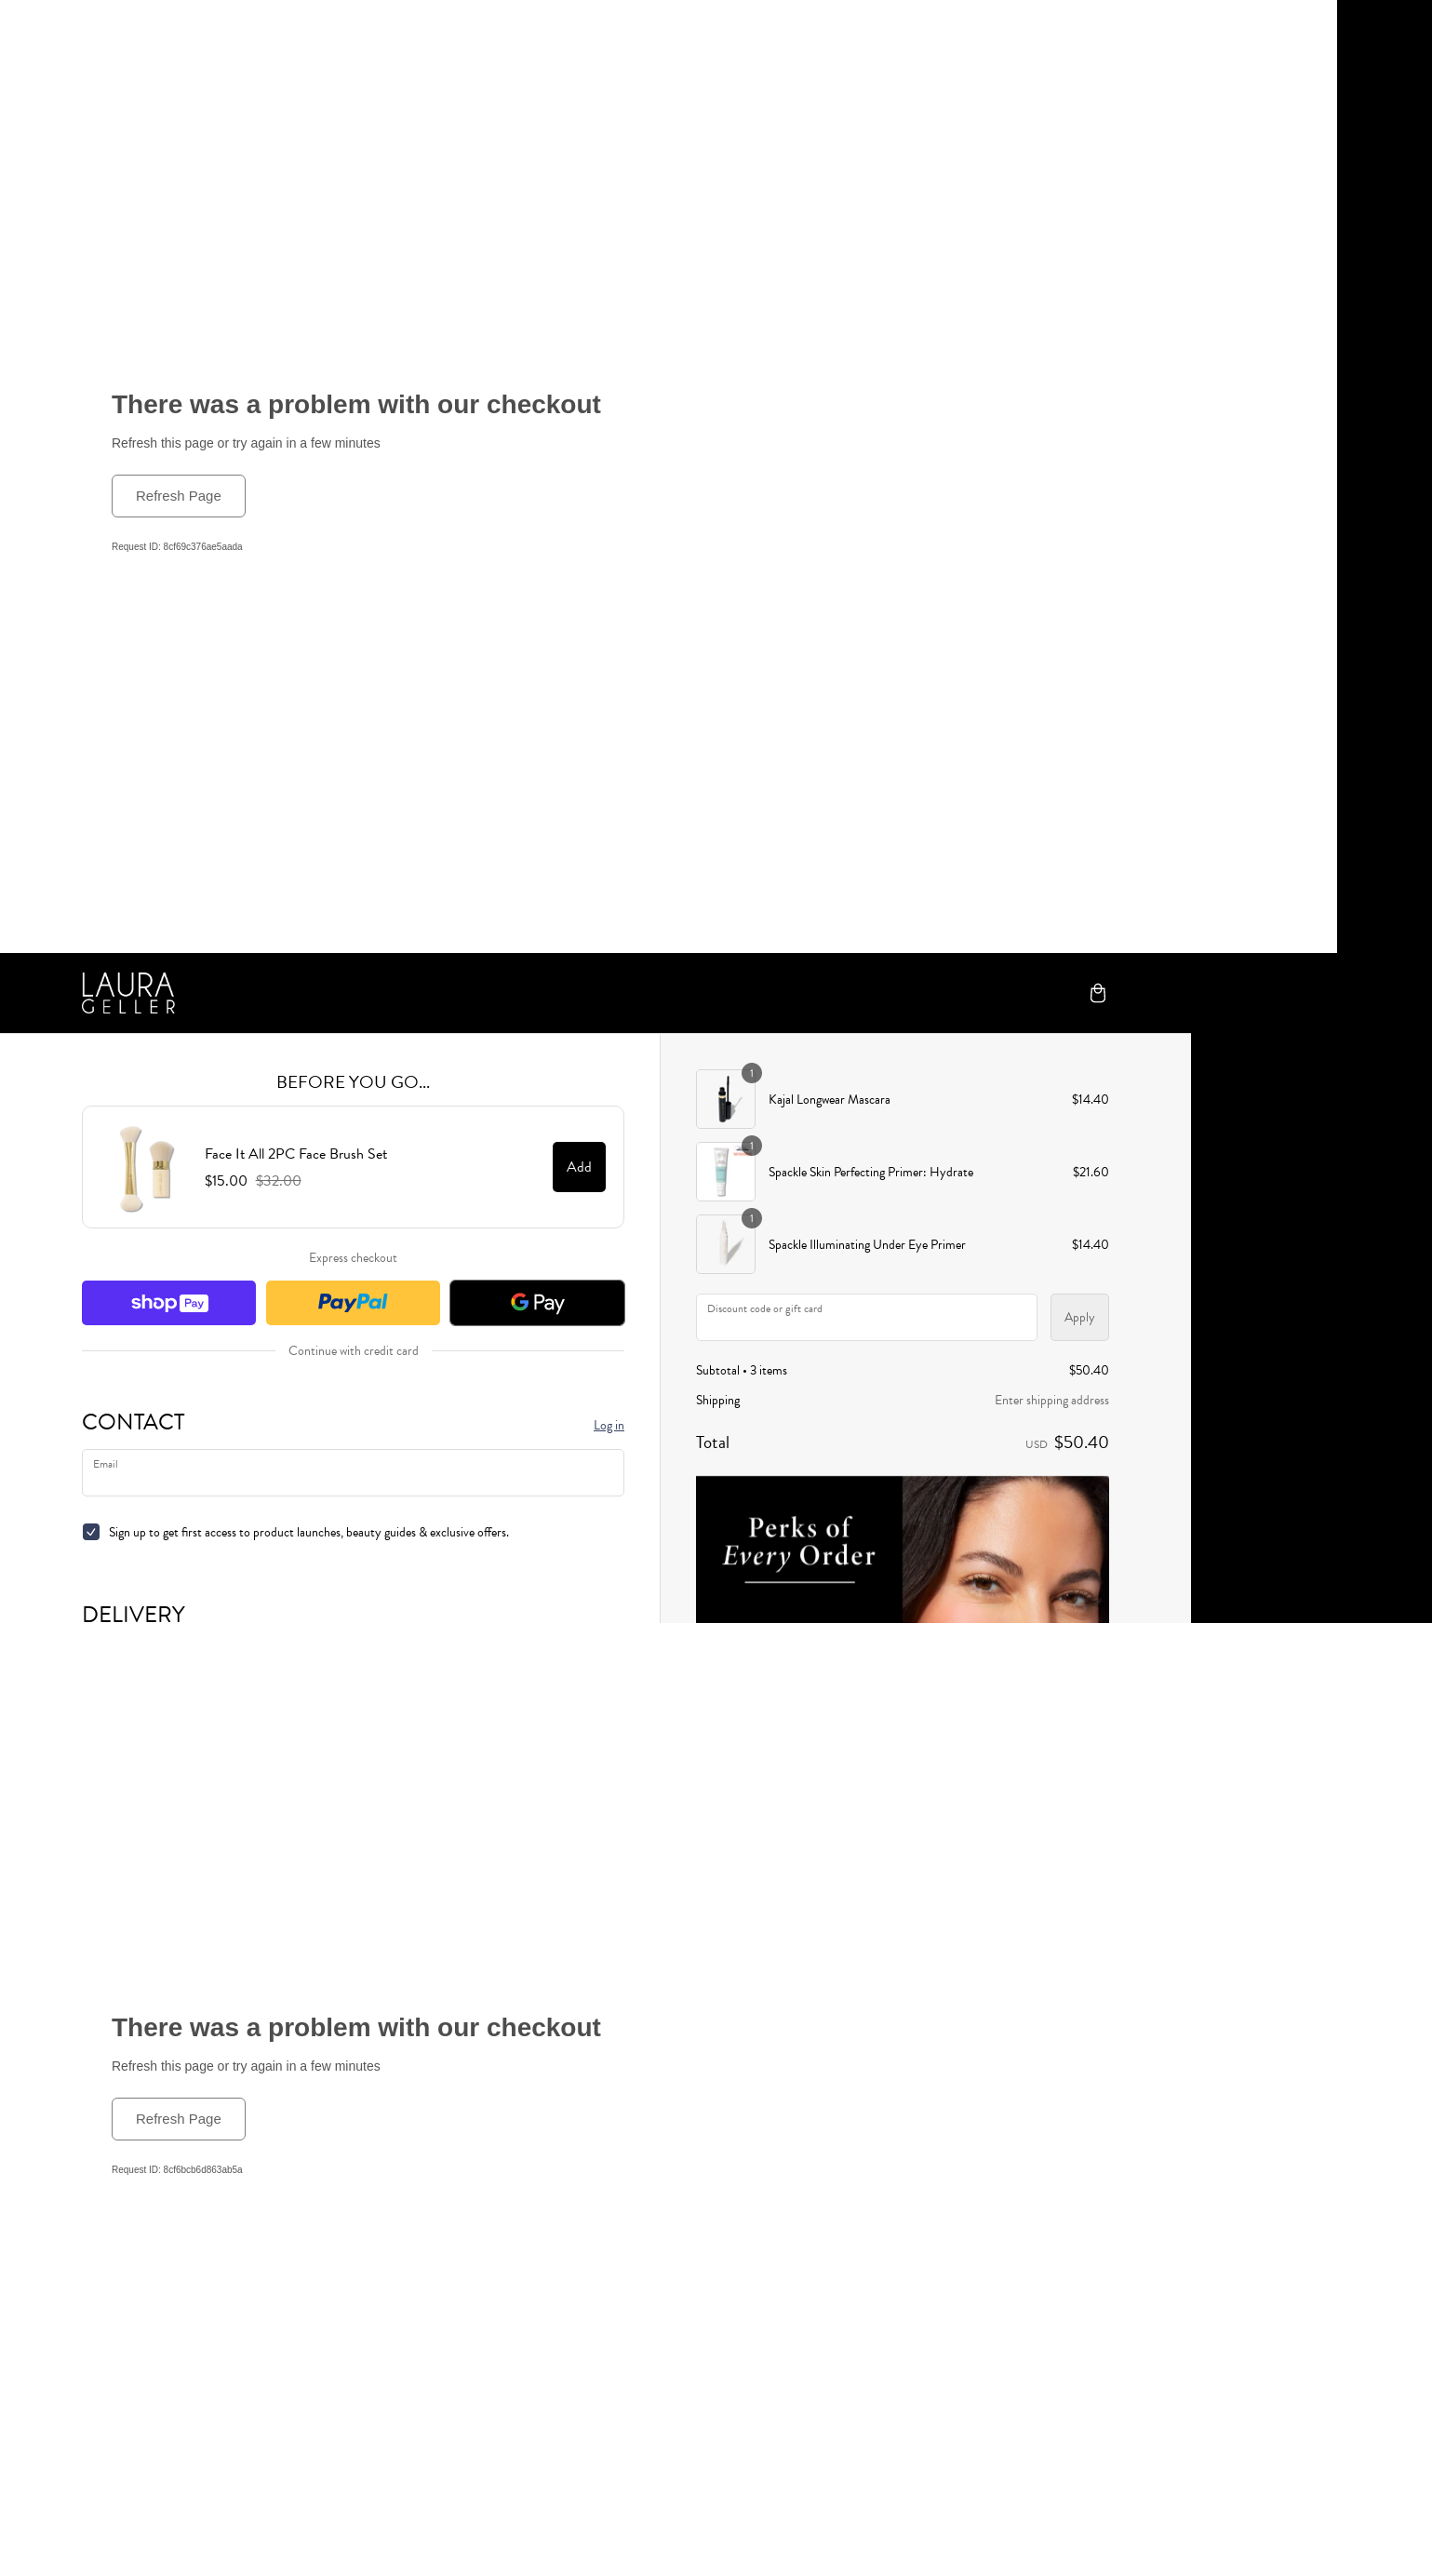 There was a problem with our checkout
Refresh this page or try again in a few minutes
Refresh Page
Request ID: 8cf69c376ae5aada
LAURA
GELLER
BEFORE YOU GO...
Face It All 2PC Face Brush Set
$15.00 $32.00
Add
Express checkout
shop Pay
PayPal
G Pay
Continue with credit card
CONTACT
Log in
Email
Sign up to get first access to product launches, beauty guides & exclusive offers.
DELIVERY
1
Kajal Longwear Mascara
$14.40
1
Spackle Skin Perfecting Primer: Hydrate
$21.60
1
Spackle Illuminating Under Eye Primer
$14.40
Discount code or gift card
Apply
Subtotal • 3 items
$50.40
Shipping
Enter shipping address
Total
USD $50.40
Perks of
Every Order
There was a problem with our checkout
Refresh this page or try again in a few minutes
Refresh Page
Request ID: 8cf6bcb6d863ab5a